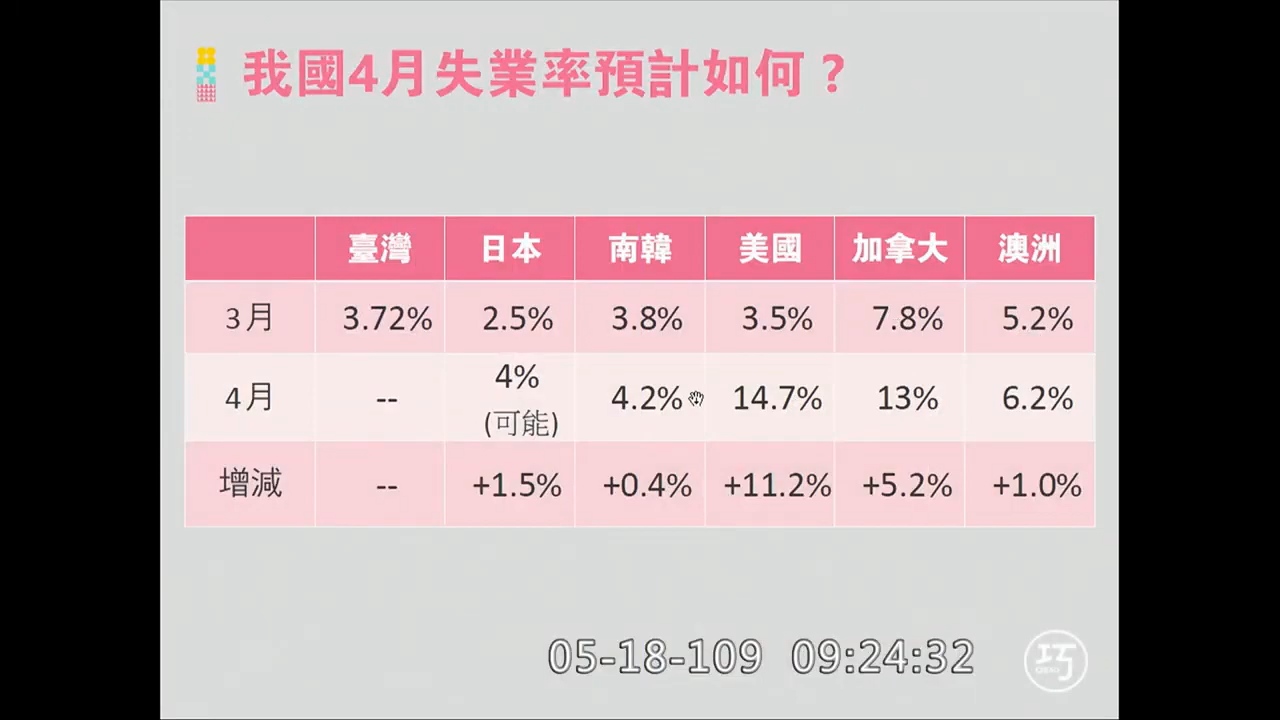 我國4月失業率預計如何？
臺灣 日本 南韓 美國 加拿大 澳洲
3月 3.72% 2.5% 3.8% 3.5% 7.8% 5.2%
4月 -- 4% (可能) 4.2% 14.7% 13% 6.2%
增減 -- +1.5% +0.4% +11.2% +5.2% +1.0%
05-18-109 09:24:32
巧